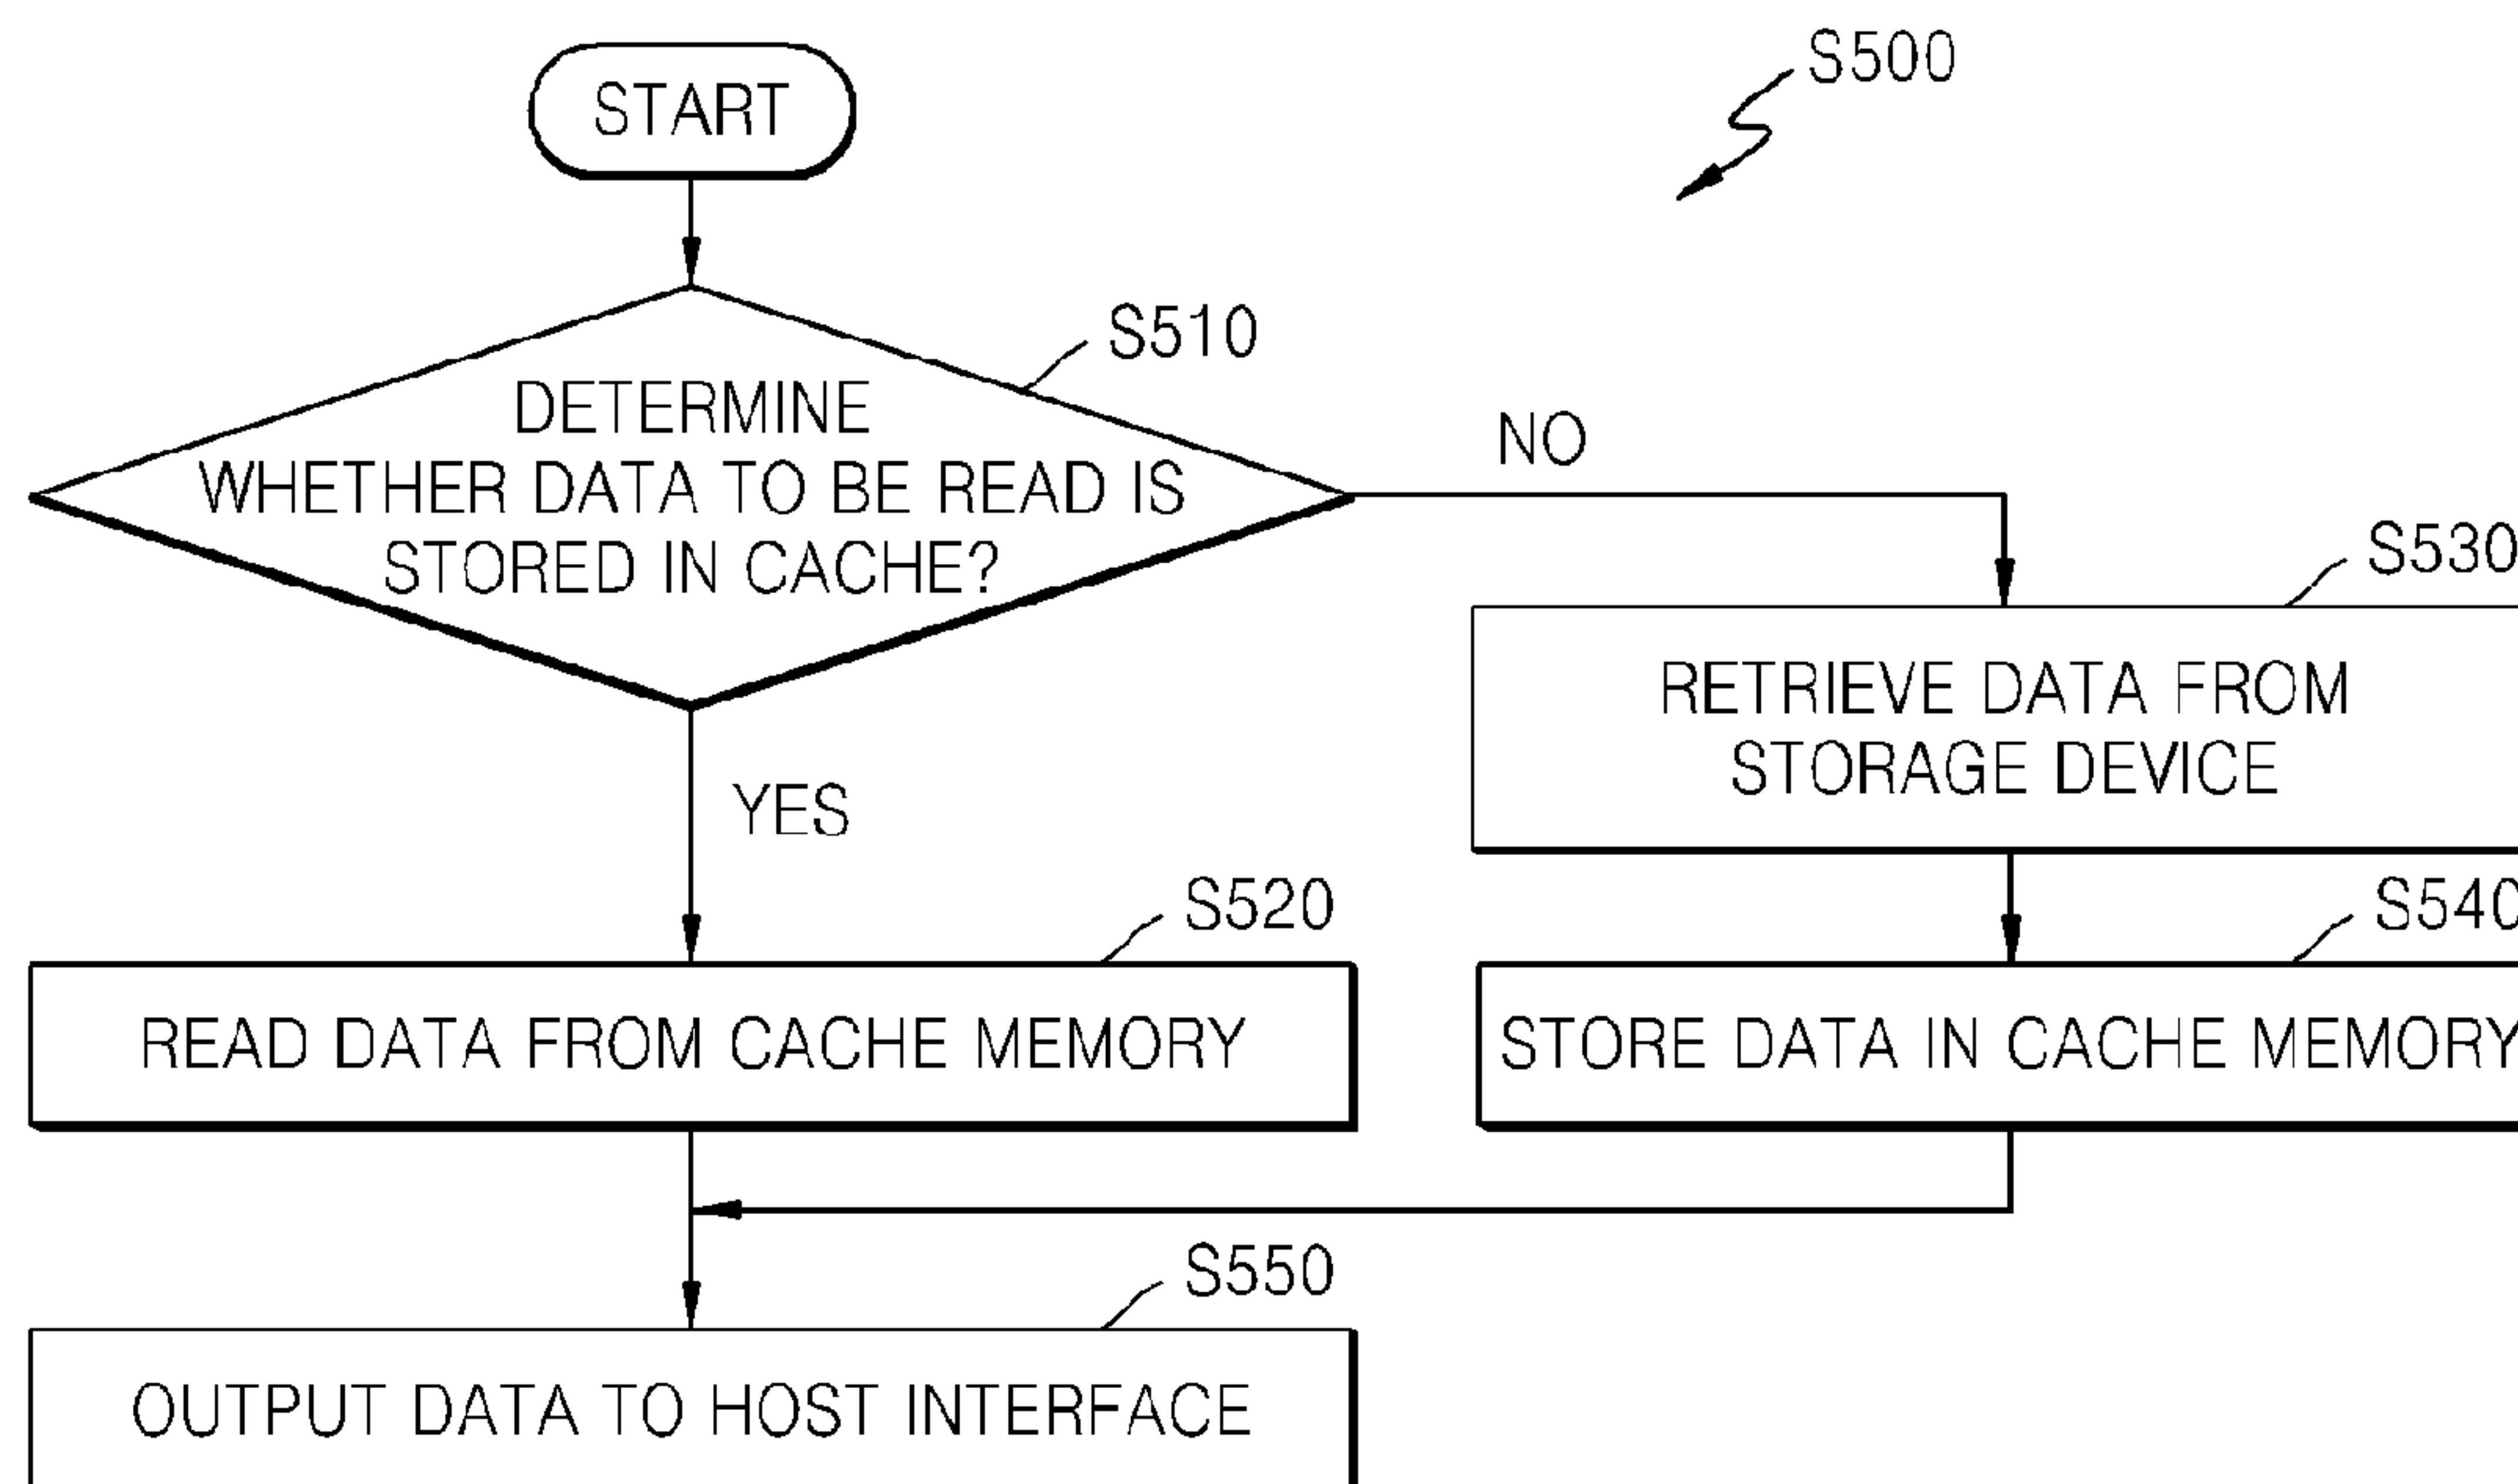 START
S500
S510
DETERMINE
WHETHER DATA TO BE READ IS
STORED IN CACHE?
NO
YES
S530
RETRIEVE DATA FROM
STORAGE DEVICE
S520
READ DATA FROM CACHE MEMORY
S540
STORE DATA IN CACHE MEMORY
S550
OUTPUT DATA TO HOST INTERFACE